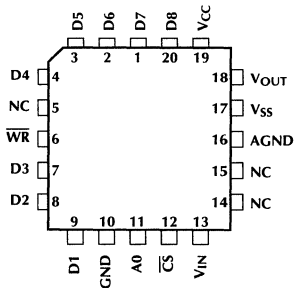 D5 D6 D7 D8 VCC
3 2 1 20 19
D4 4 18 VOUT
NC 5 17 VSS
W̅R̅ 6 16 AGND
D3 7 15 NC
D2 8 14 NC
9 10 11 12 13
D1 GND A0 C̅S̅ VIN